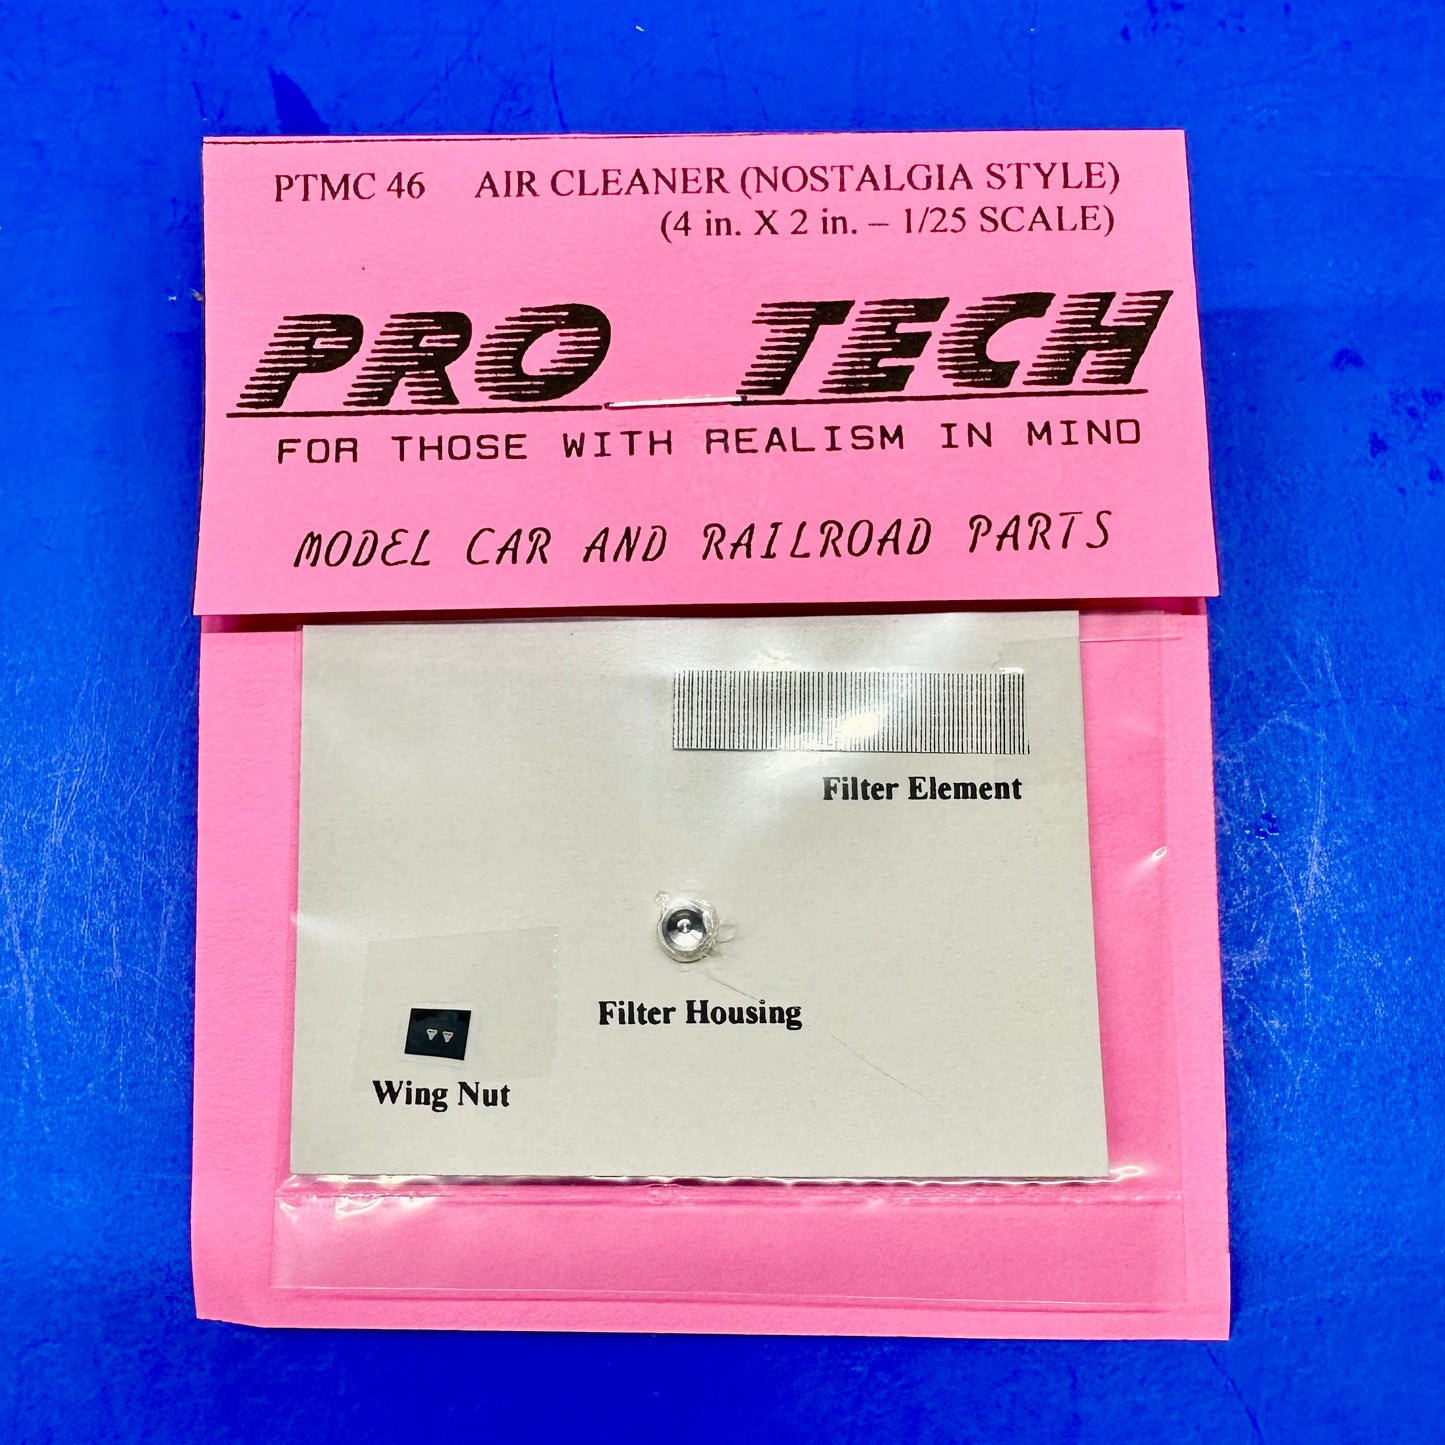 PTMC 46 AIR CLEANER (NOSTALGIA STYLE)
(4 in. X 2 in. – 1/25 SCALE)
PRO TECH
FOR THOSE WITH REALISM IN MIND
MODEL CAR AND RAILROAD PARTS
Filter Element
Filter Housing
Wing Nut